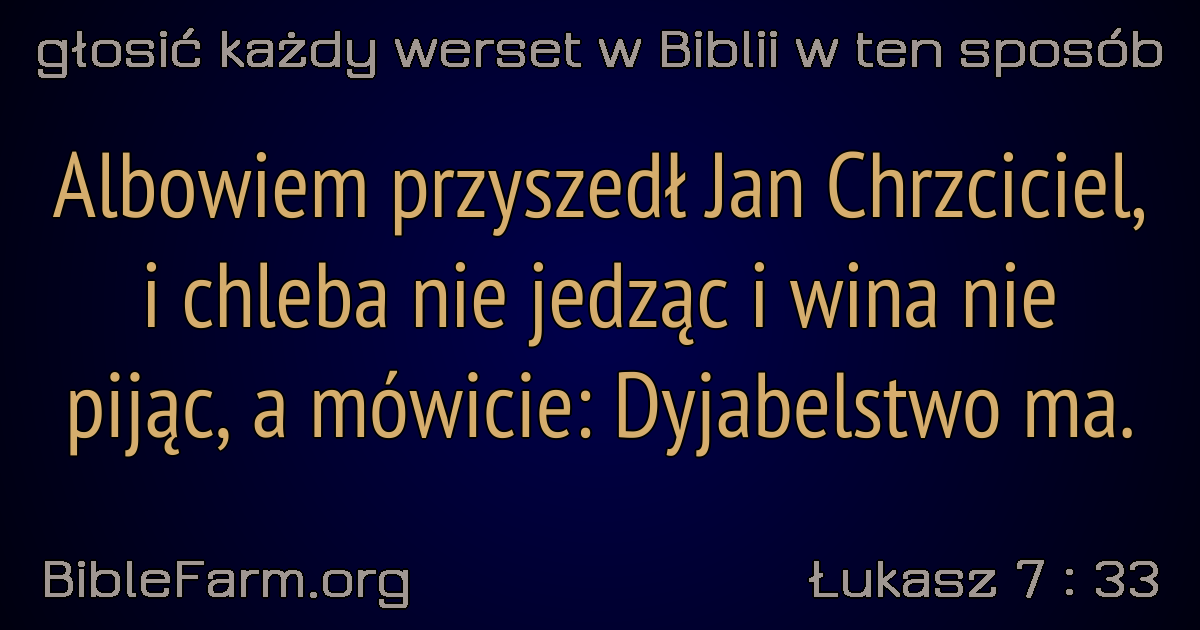 głosić każdy werset w Biblii w ten sposób
Albowiem przyszedł Jan Chrzciciel,
i chleba nie jedząc i wina nie
pijąc, a mówicie: Dyjabelstwo ma.
BibleFarm.org
Łukasz 7 : 33